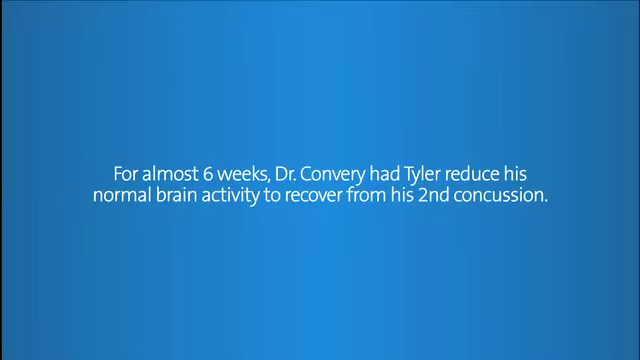 For almost 6 weeks, Dr. Convery had Tyler reduce his
normal brain activity to recover from his 2nd concussion.